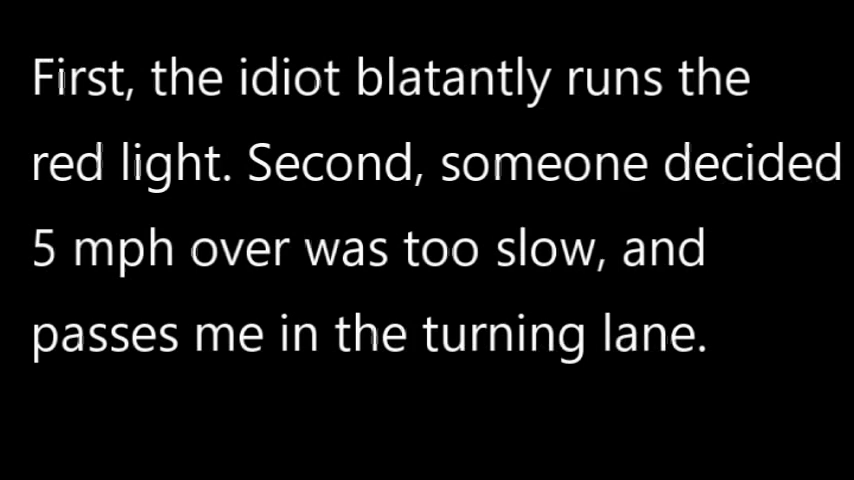 First, the idiot blatantly runs the
red light. Second, someone decided
5 mph over was too slow, and
passes me in the turning lane.